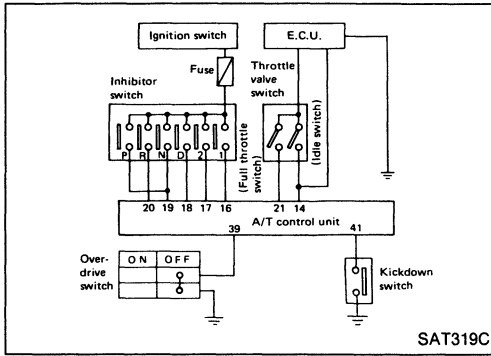 Ignition switch
E.C.U.
Fuse
Throttle
valve
switch
Inhibitor
switch
(Full throttle
switch)
(Idle switch)
P R N D 2 1
20 19 18 17 16
21 14
A/T control unit
39 41
Over-
drive
switch
ON OFF
Kickdown
switch
SAT319C